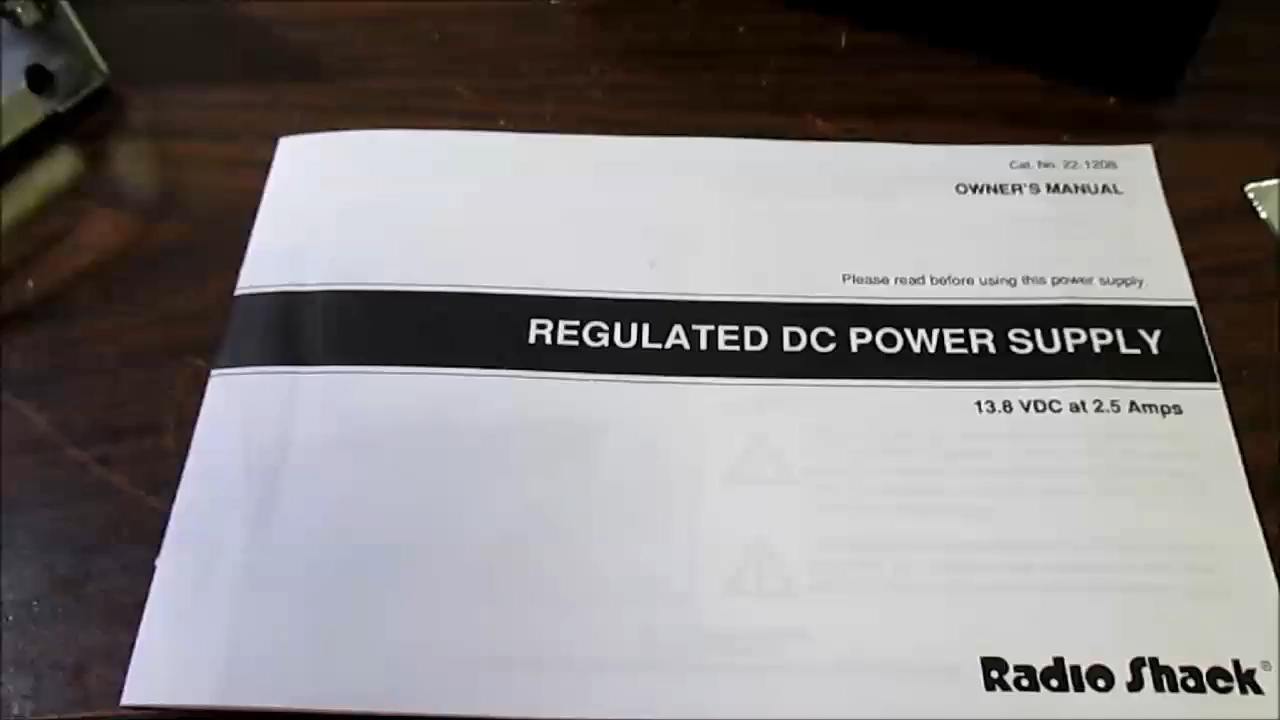 Cat. No. 22-120B
OWNER'S MANUAL
Please read before using this power supply.
REGULATED DC POWER SUPPLY
13.8 VDC at 2.5 Amps
Radio Shack®